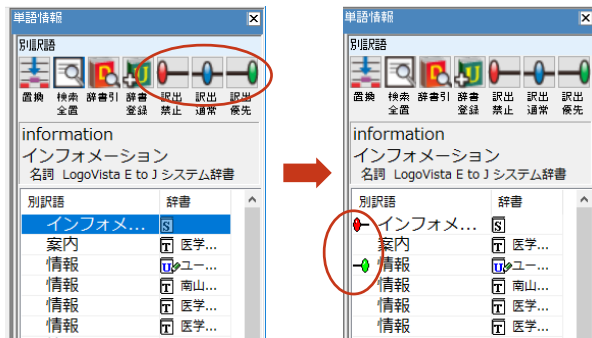 単語情報
別訳語
置換 検索全置 辞書引 辞書登録 訳出禁止 訳出通常 訳出優先
information
インフォメーション
名詞 LogoVista E to J システム辞書
別訳語 辞書
インフォメ... S
案内 T 医学...
情報 U ユー...
情報 T 南山...
情報 T 医学...
情報 T 医学...
単語情報
別訳語
置換 検索全置 辞書引 辞書登録 訳出禁止 訳出通常 訳出優先
information
インフォメーション
名詞 LogoVista E to J システム辞書
別訳語 辞書
インフォメ... S
案内 T 医学...
情報 U ユー...
情報 T 南山...
情報 T 医学...
情報 T 医学...